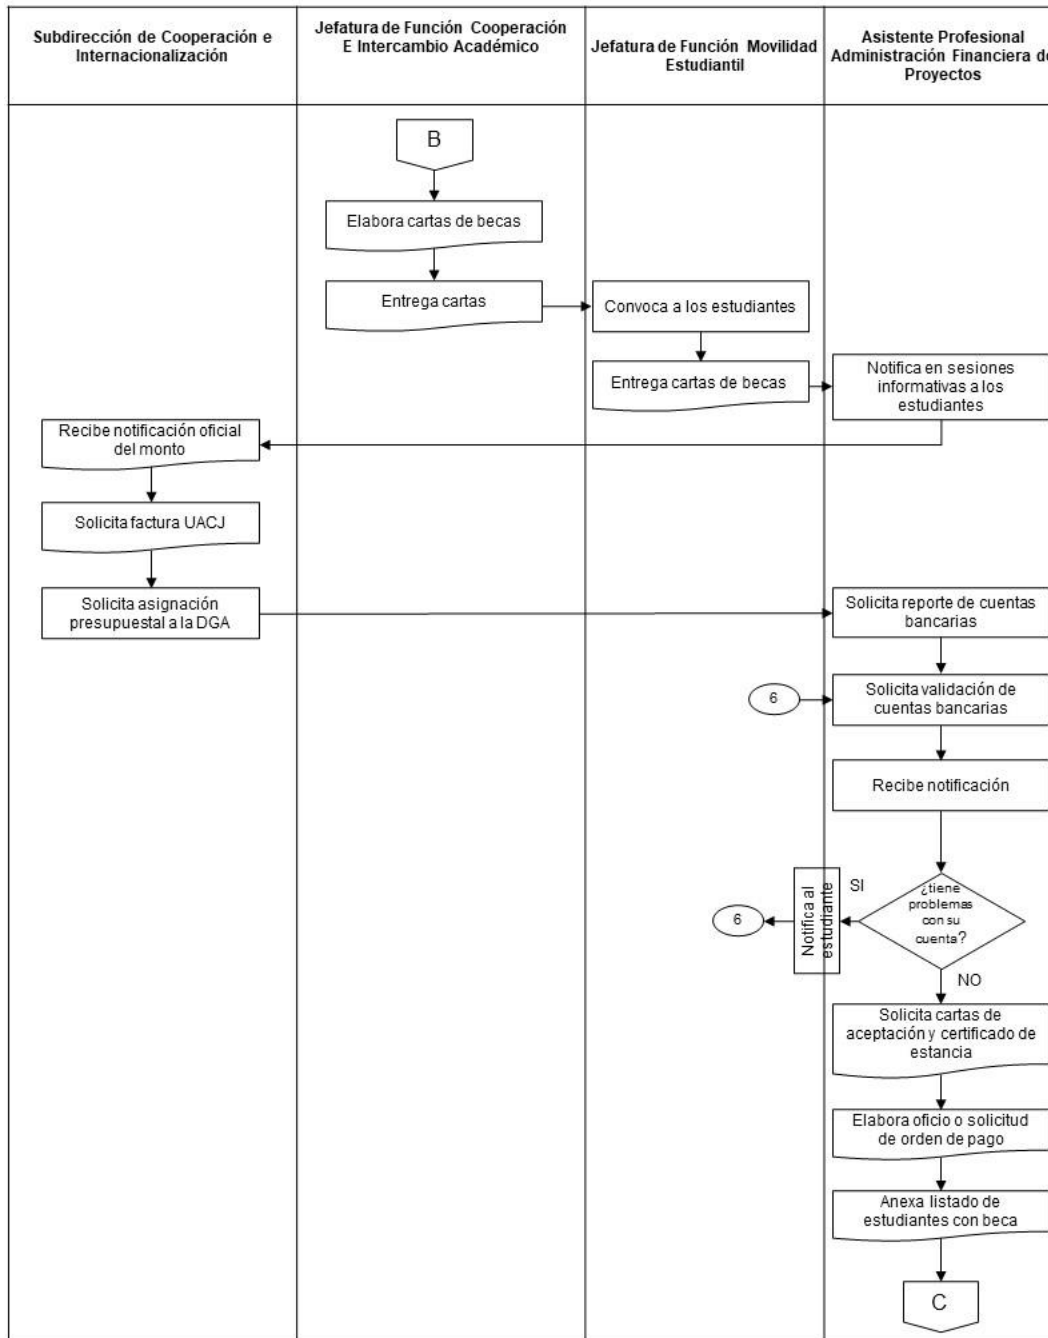 Subdirección de Cooperación e
Internacionalización
Jefatura de Función Cooperación
E Intercambio Académico
Jefatura de Función Movilidad
Estudiantil
Asistente Profesional
Administración Financiera de
Proyectos
B
Elabora cartas de becas
Entrega cartas
Convoca a los estudiantes
Entrega cartas de becas
Notifica en sesiones
informativas a los
estudiantes
Recibe notificación oficial
del monto
Solicita factura UACJ
Solicita asignación
presupuestal a la DGA
Solicita reporte de cuentas
bancarias
6
Solicita validación de
cuentas bancarias
Recibe notificación
¿tiene
problemas
con su
cuenta?
SI
Notifica al
estudiante
6
NO
Solicita cartas de
aceptación y certificado de
estancia
Elabora oficio o solicitud
de orden de pago
Anexa listado de
estudiantes con beca
C